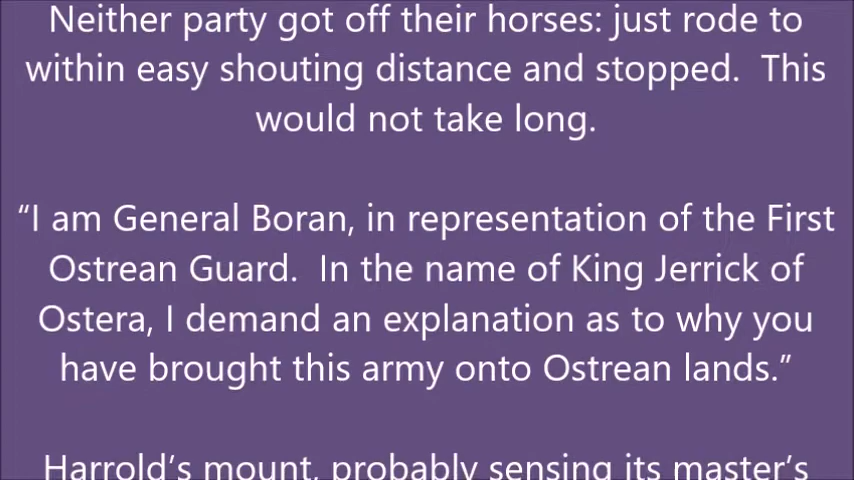 Neither party got off their horses: just rode to
within easy shouting distance and stopped.  This
would not take long.
“I am General Boran, in representation of the First
Ostrean Guard.  In the name of King Jerrick of
Ostera, I demand an explanation as to why you
have brought this army onto Ostrean lands.”
Harrold’s mount, probably sensing its master’s